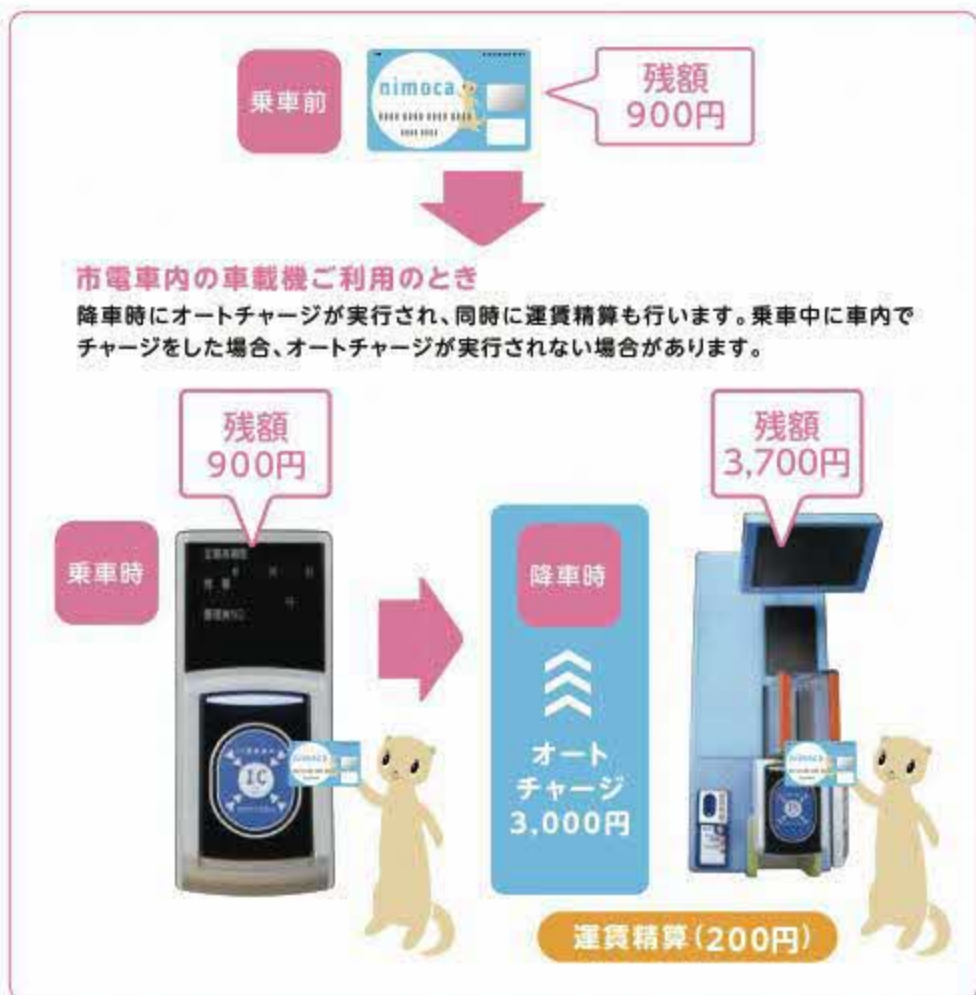 乗車前
nimoca
残額
900円
市電車内の車載機ご利用のとき
降車時にオートチャージが実行され、同時に運賃精算も行います。乗車中に車内で
チャージをした場合、オートチャージが実行されない場合があります。
残額
900円
残額
3,700円
乗車時
降車時
IC
nimoca
nimoca
オート
チャージ
3,000円
運賃精算(200円)